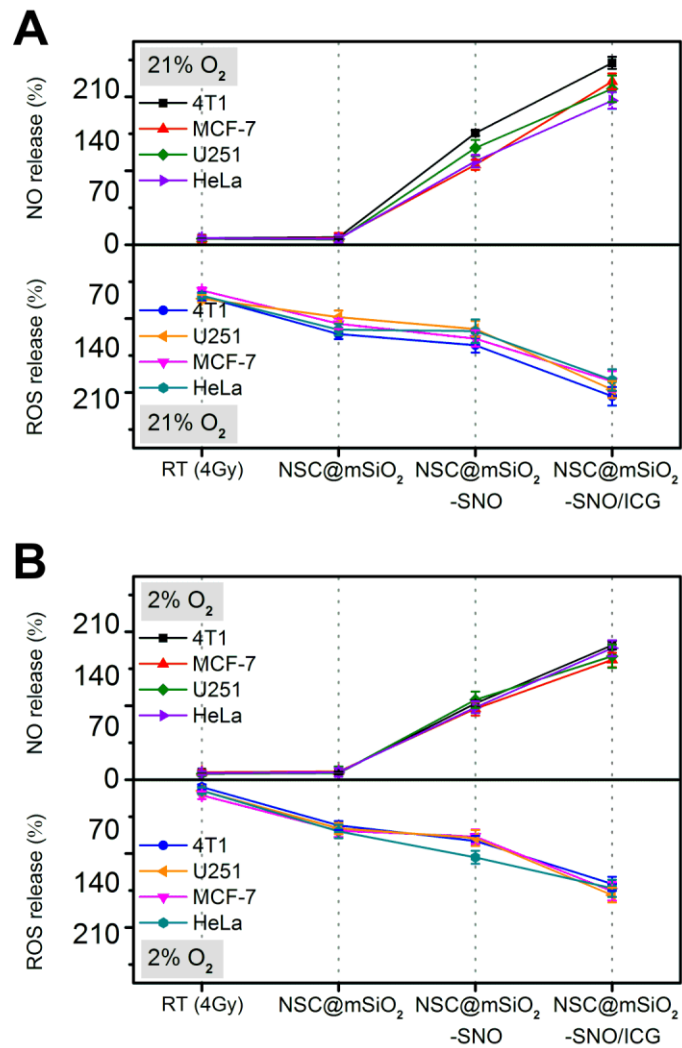 A
21% O₂
4T1
MCF-7
U251
HeLa
NO release (%)
210
140
70
0
70
140
210
ROS release (%)
4T1
U251
MCF-7
HeLa
21% O₂
RT (4Gy)
NSC@mSiO₂
NSC@mSiO₂
-SNO
NSC@mSiO₂
-SNO/ICG
B
2% O₂
4T1
MCF-7
U251
HeLa
NO release (%)
210
140
70
0
70
140
210
ROS release (%)
4T1
U251
MCF-7
HeLa
2% O₂
RT (4Gy)
NSC@mSiO₂
NSC@mSiO₂
-SNO
NSC@mSiO₂
-SNO/ICG